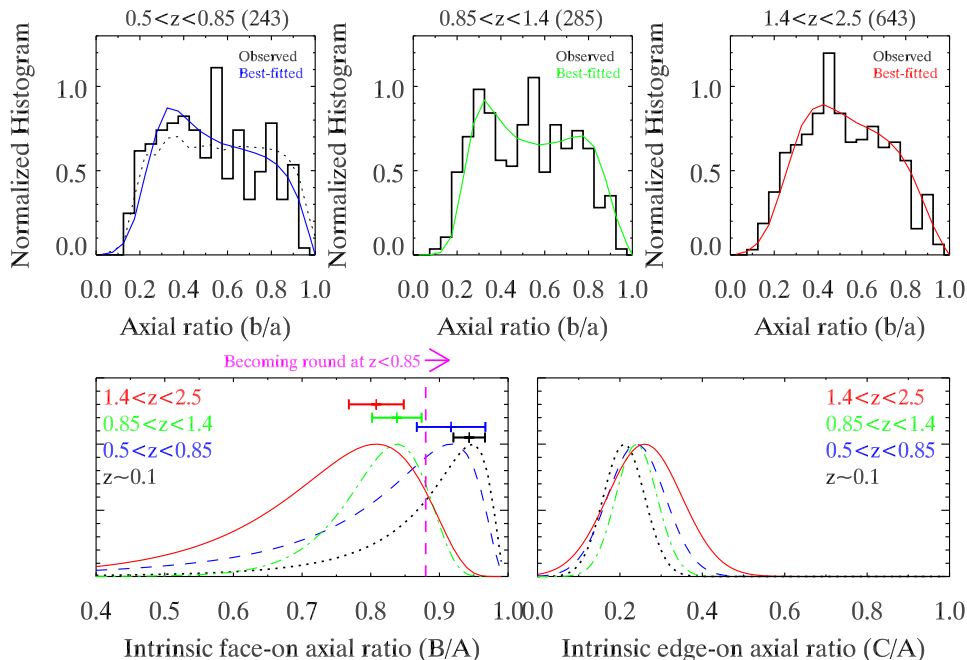 0.5<z<0.85 (243)
0.85<z<1.4 (285)
1.4<z<2.5 (643)
Normalized Histogram
1.0
0.5
0.0
Observed
Best-fitted
0.0 0.2 0.4 0.6 0.8 1.0
Axial ratio (b/a)
Normalized Histogram
1.0
0.5
0.0
Observed
Best-fitted
0.0 0.2 0.4 0.6 0.8 1.0
Axial ratio (b/a)
Normalized Histogram
1.0
0.5
0.0
Observed
Best-fitted
0.0 0.2 0.4 0.6 0.8 1.0
Axial ratio (b/a)
Becoming round at z<0.85
1.4<z<2.5
0.85<z<1.4
0.5<z<0.85
z~0.1
0.4 0.5 0.6 0.7 0.8 0.9 1.0
Intrinsic face-on axial ratio (B/A)
1.4<z<2.5
0.85<z<1.4
0.5<z<0.85
z~0.1
0.0 0.2 0.4 0.6 0.8 1.0
Intrinsic edge-on axial ratio (C/A)